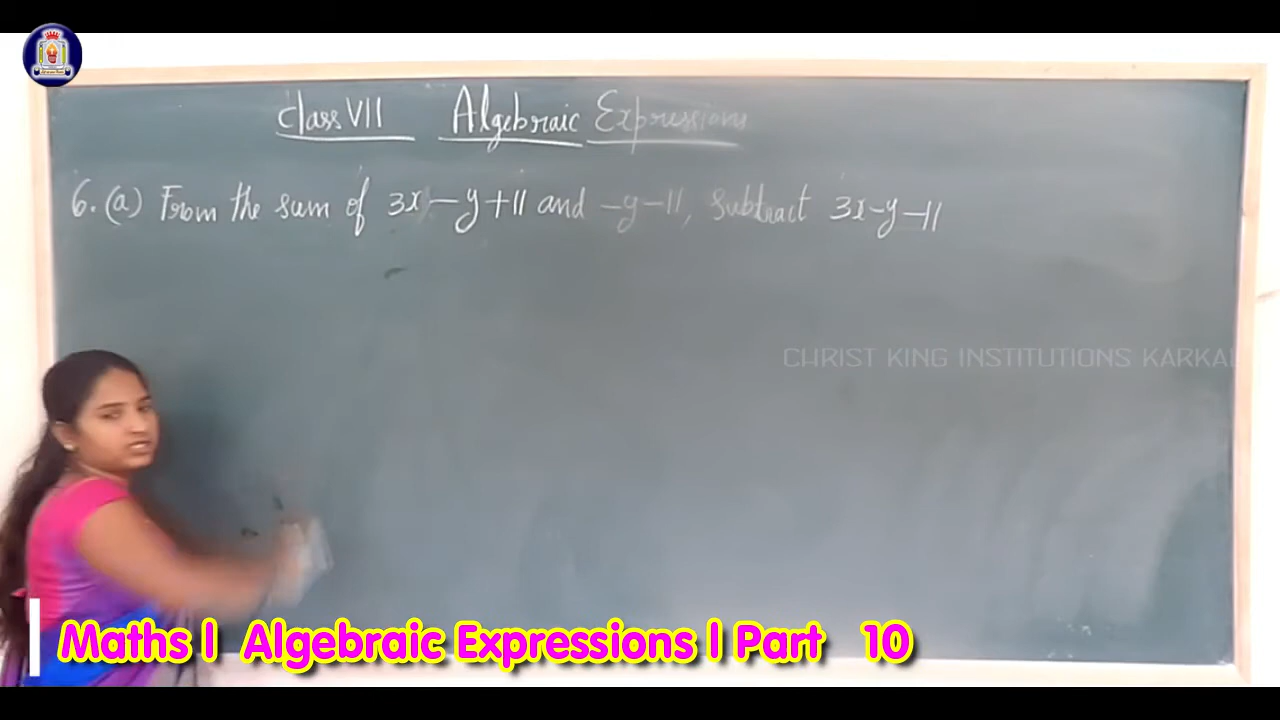 Class VII Algebraic Expressions
6. (a) From the sum of 3x - y + 11 and -y - 11, subtract 3x - y - 11
CHRIST KING INSTITUTIONS KARKAL
Maths | Algebraic Expressions | Part 10